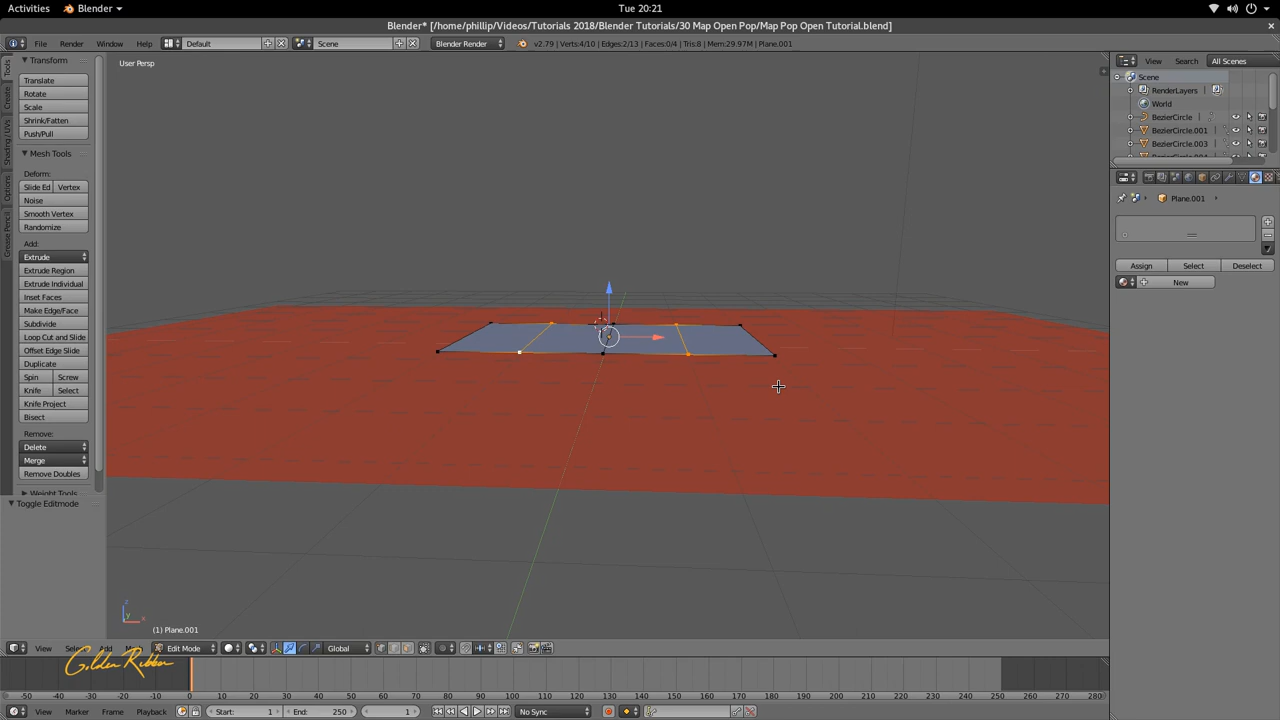 Activities Blender Tue 20:21
Blender* [/home/phillip/Videos/Tutorials 2018/Blender Tutorials/30 Map Open Pop/Map Pop Open Tutorial.blend]
File Render Window Help Default Scene Blender Render v2.79 | Verts:4/10 | Edges:2/13 | Faces:0/4 | Tris:8 | Mem:29.97M | Plane.001
Transform
Translate
Rotate
Scale
Shrink/Fatten
Push/Pull
Mesh Tools
Deform:
Slide Ed Vertex
Noise
Smooth Vertex
Randomize
Add:
Extrude
Extrude Region
Extrude Individual
Inset Faces
Make Edge/Face
Subdivide
Loop Cut and Slide
Offset Edge Slide
Duplicate
Spin Screw
Knife Select
Knife Project
Bisect
Remove:
Delete
Merge
Remove Doubles
Weight Tools
Toggle Editmode
Tools
Create
Shading / UVs
Options
Grease Pencil
User Persp
(1) Plane.001
View Search All Scenes
Scene
RenderLayers
World
BezierCircle
BezierCircle.001
BezierCircle.003
Plane.001
Assign Select Deselect
New
View Select Add Edit Mode Global
Golden Ribbon
-50 -40 -30 -20 -10 0 10 20 30 40 50 60 70 80 90 100 110 120 130 140 150 160 170 180 190 200 210 220 230 240 250 260 270 280
View Marker Frame Playback Start: 1 End: 250 1 No Sync